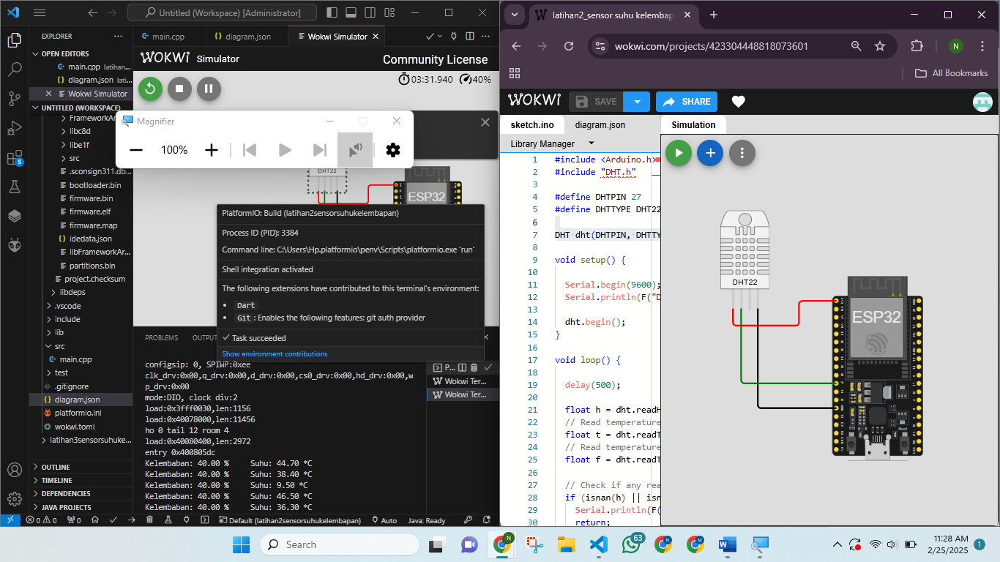 Untitled (Workspace) [Administrator]
EXPLORER
OPEN EDITORS
main.cpp latihan...
diagram.json lati...
Wokwi Simulator
UNTITLED (WORKSPACE)
FrameworkAr
libc8d
libe1f
src
.sconsign311.db...
bootloader.bin
firmware.bin
firmware.elf
firmware.map
idedata.json
libFrameworkAr...
partitions.bin
project.checksum
libdeps
.vscode
include
lib
src
main.cpp
test
.gitignore
diagram.json
platformio.ini
wokwi.toml
latihan3sensorsuhuke...
OUTLINE
TIMELINE
DEPENDENCIES
JAVA PROJECTS
5
main.cpp
diagram.json
Wokwi Simulator
WOKWI Simulator
Community License
03:31.940 40%
Magnifier
100%
DHT22
ESP32
PlatformIO: Build (latihan2sensorsuhukelembapan)
Process ID (PID): 3384
Command line: C:\Users\Hp.platformio\penv\Scripts\platformio.exe 'run'
Shell integration activated
The following extensions have contributed to this terminal's environment:
• Dart
• Git : Enables the following features: git auth provider
Task succeeded
Show environment contributions
PROBLEMS OUTPU
P...
Wokwi Ter...
Wokwi Ter...
configsip: 0, SPIWP:0xee
clk_drv:0x00,q_drv:0x00,d_drv:0x00,cs0_drv:0x00,hd_drv:0x00,w
p_drv:0x00
mode:DIO, clock div:2
load:0x3fff0030,len:1156
load:0x40078000,len:11456
ho 0 tail 12 room 4
load:0x40080400,len:2972
entry 0x400805dc
Kelembaban: 40.00 % Suhu: 44.70 *C
Kelembaban: 40.00 % Suhu: 38.40 *C
Kelembaban: 40.00 % Suhu: 9.50 *C
Kelembaban: 40.00 % Suhu: 46.50 *C
Kelembaban: 40.00 % Suhu: 36.30 *C
0 0 0 Default (latihan2sensorsuhukelembapan) Auto Java: Ready
latihan2_sensor suhu kelembap
wokwi.com/projects/423304448818073601
N
All Bookmarks
WOKWI SAVE SHARE
sketch.ino diagram.json
Library Manager
Simulation
1 #include <Arduino.h>
2 #include "DHT.h"
3
4 #define DHTPIN 27
5 #define DHTTYPE DHT22
6
7 DHT dht(DHTPIN, DHTTY
8
9 void setup() {
10
11 Serial.begin(9600);
12 Serial.println(F("D
13
14 dht.begin();
15 }
16
17 void loop() {
18
19 delay(500);
20
21 float h = dht.readH
22 // Read temperature
23 float t = dht.readT
24 // Read temperature
25 float f = dht.readT
26
27 // Check if any rea
28 if (isnan(h) || isn
29 Serial.println(F(
30 return;
DHT22
ESP32
Search
63
11:28 AM
2/25/2025
1